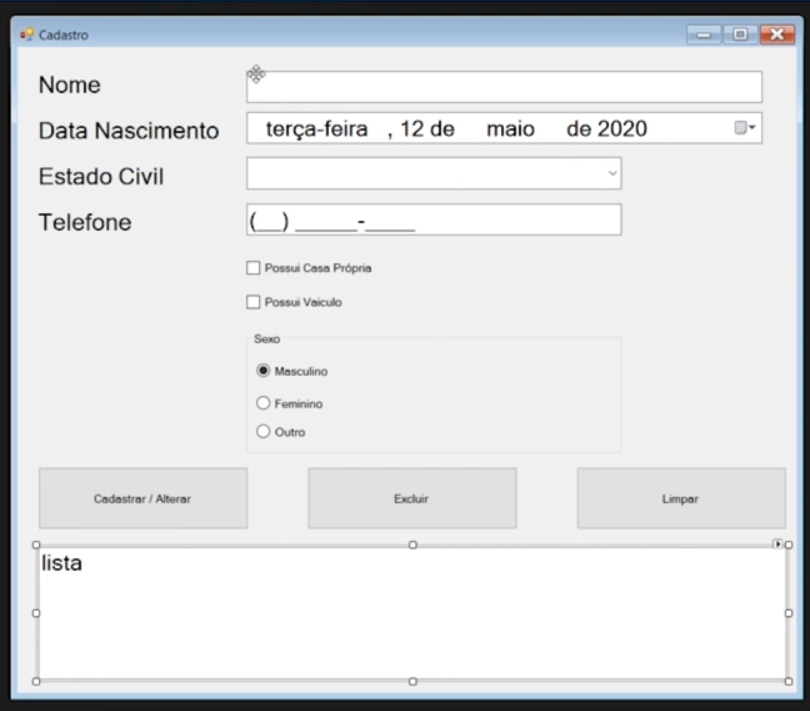 Cadastro
Nome
Data Nascimento terça-feira , 12 de maio de 2020
Estado Civil
Telefone (__) _____-____
Possui Casa Própria
Possui Vaiculo
Sexo
Masculino
Feminino
Outro
Cadastrar / Alterar Excluir Limpar
lista